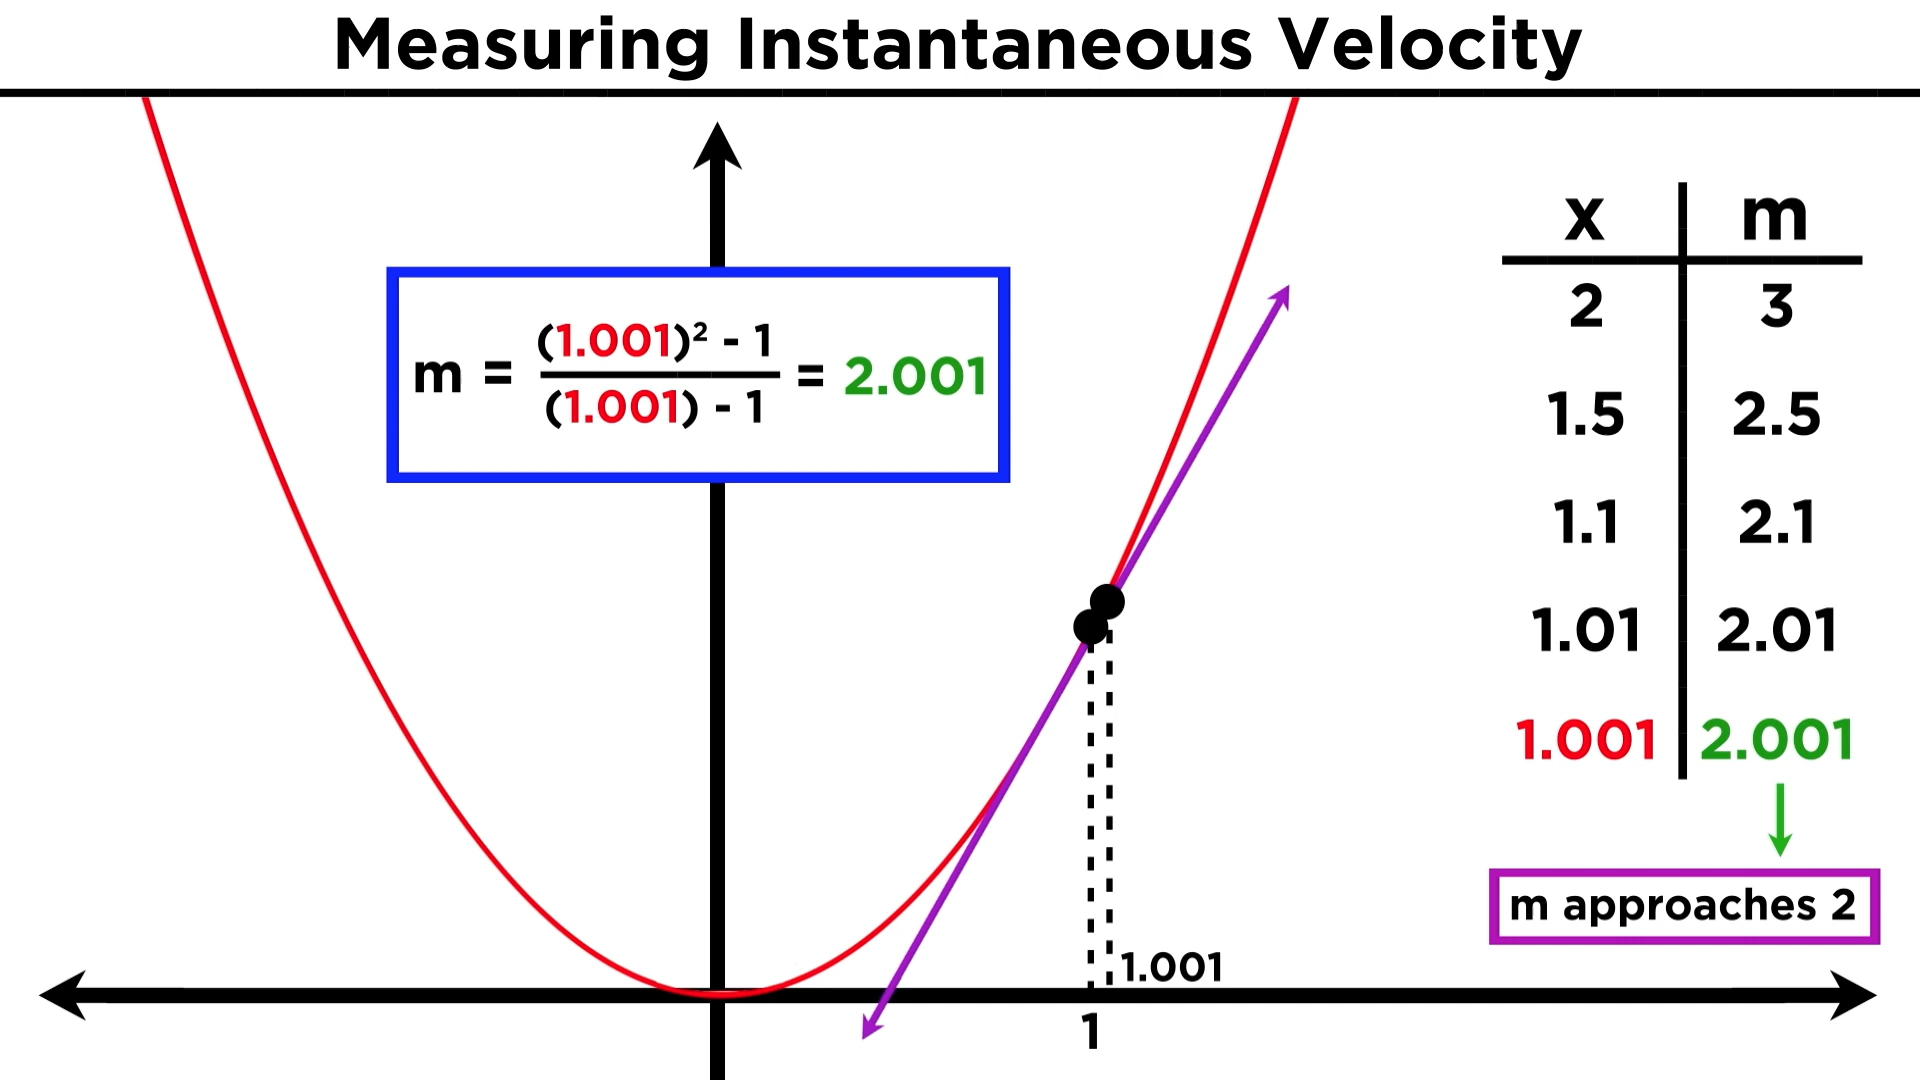 Measuring Instantaneous Velocity
m = (1.001)² - 1 / (1.001) - 1 = 2.001
x m
2 3
1.5 2.5
1.1 2.1
1.01 2.01
1.001 2.001
m approaches 2
1.001
1